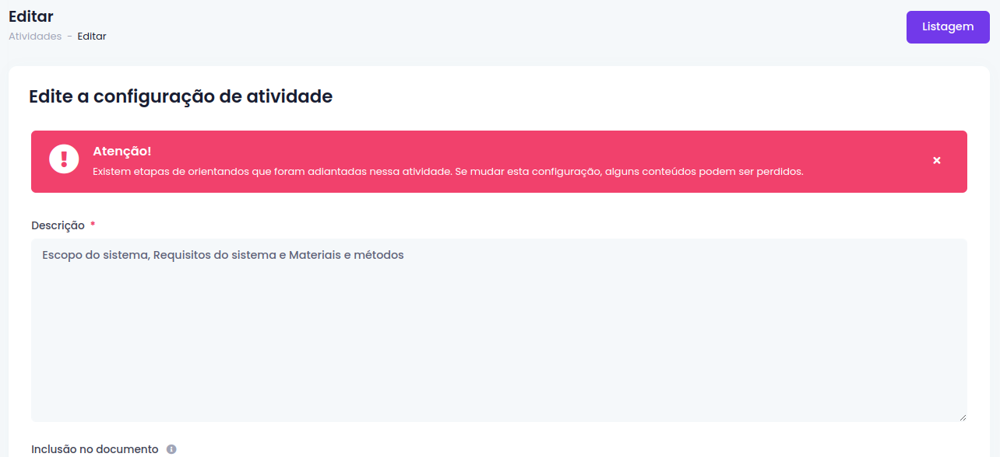 Editar
Atividades - Editar
Listagem
Edite a configuração de atividade
Atenção!
Existem etapas de orientandos que foram adiantadas nessa atividade. Se mudar esta configuração, alguns conteúdos podem ser perdidos.
Descrição *
Escopo do sistema, Requisitos do sistema e Materiais e métodos
Inclusão no documento